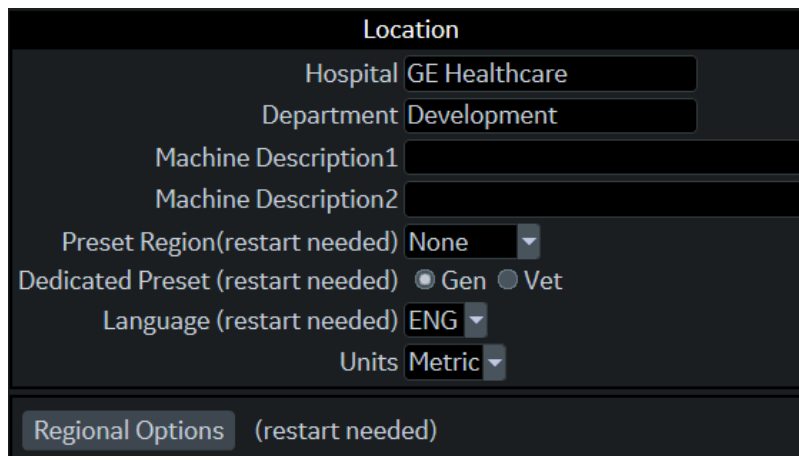 Location
Hospital GE Healthcare
Department Development
Machine Description1
Machine Description2
Preset Region(restart needed) None
Dedicated Preset (restart needed) Gen Vet
Language (restart needed) ENG
Units Metric
Regional Options (restart needed)